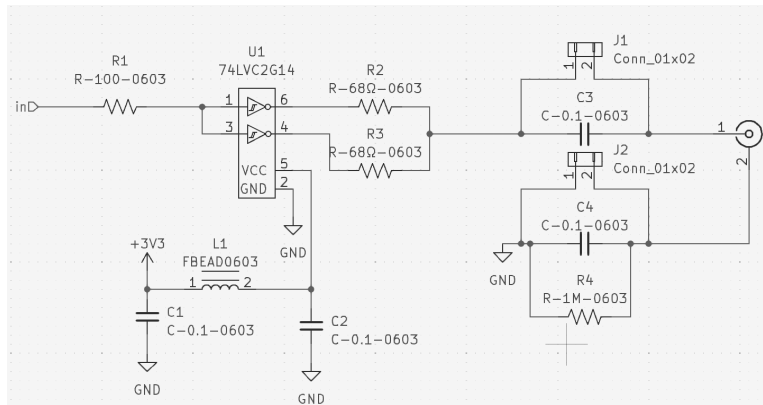 R1
R-100-0603
in
U1
74LVC2G14
1
6
3
4
VCC
5
GND
2
GND
R2
R-68Ω-0603
R3
R-68Ω-0603
J1
Conn_01x02
1
2
C3
C-0.1-0603
1
2
J2
Conn_01x02
1
2
C4
C-0.1-0603
GND
R4
R-1M-0603
+3V3
L1
FBEAD0603
1
2
C1
C-0.1-0603
GND
C2
C-0.1-0603
GND